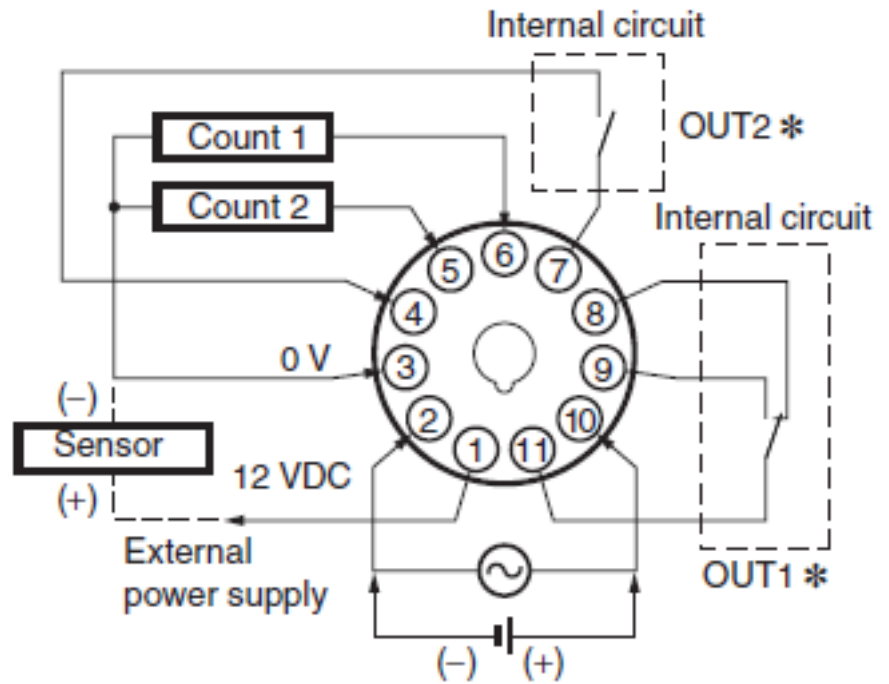 Internal circuit
OUT2 *
Count 1
Count 2
Internal circuit
6
5
7
4
8
0 V
3
9
(−)
2
10
Sensor
1
11
12 VDC
(+)
External
power supply
OUT1 *
(−) (+)